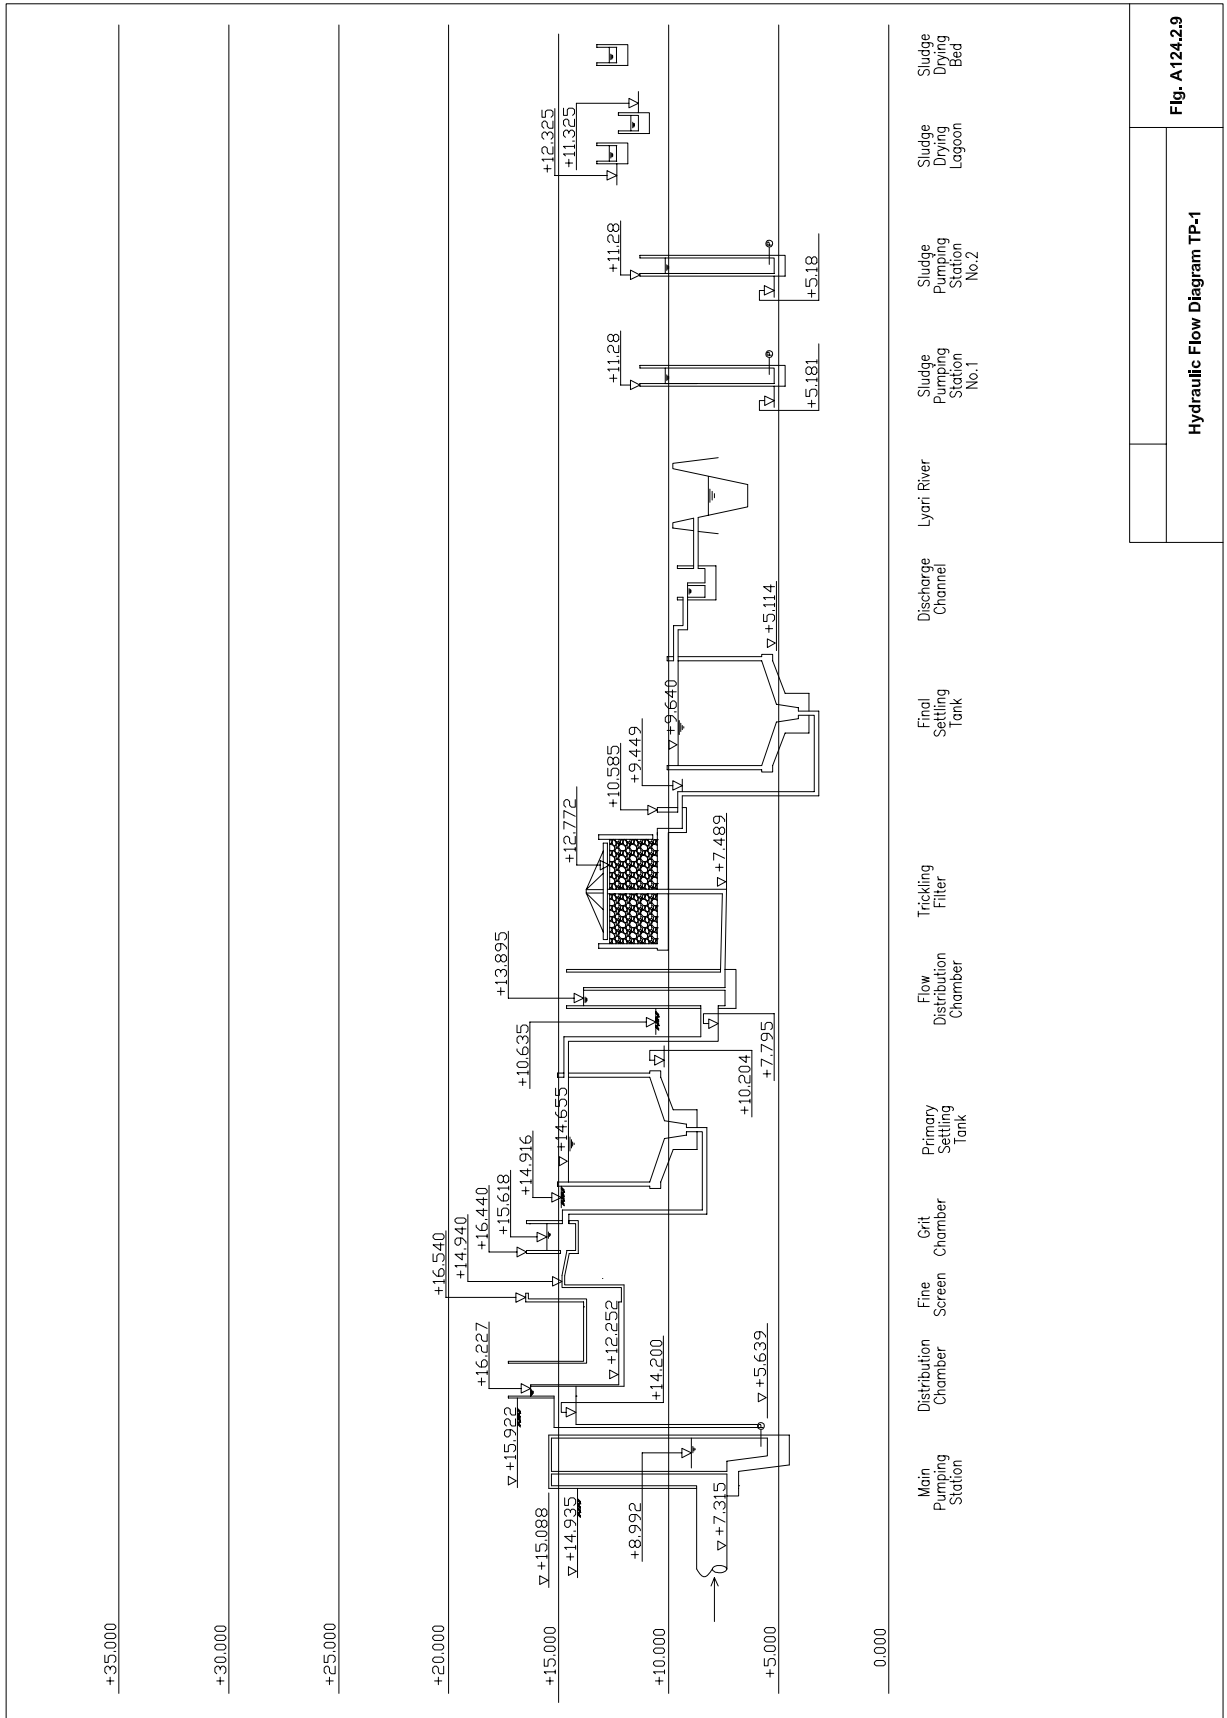 +35.000
+30.000
+25.000
+20.000
+15.000
+10.000
+5.000
0.000
+15.088
+14.935
+8.992
+7.315
+15.922
+16.227
+12.252
+14.200
+5.639
+16.540
+14.940
+16.440
+15.618
+14.916
+14.655
+10.204
+10.635
+7.795
+13.895
+12.772
+7.489
+10.585
+9.449
+9.640
+5.114
+11.28
+5.181
+11.28
+5.18
+12.325
+11.325
Main
Pumping
Station
Distribution
Chamber
Fine
Screen
Grit
Chamber
Primary
Settling
Tank
Flow
Distribution
Chamber
Trickling
Filter
Final
Settling
Tank
Discharge
Channel
Lyari River
Sludge
Pumping
Station
No.1
Sludge
Pumping
Station
No.2
Sludge
Drying
Lagoon
Sludge
Drying
Bed
Hydraulic Flow Diagram TP-1
Fig. A124.2.9